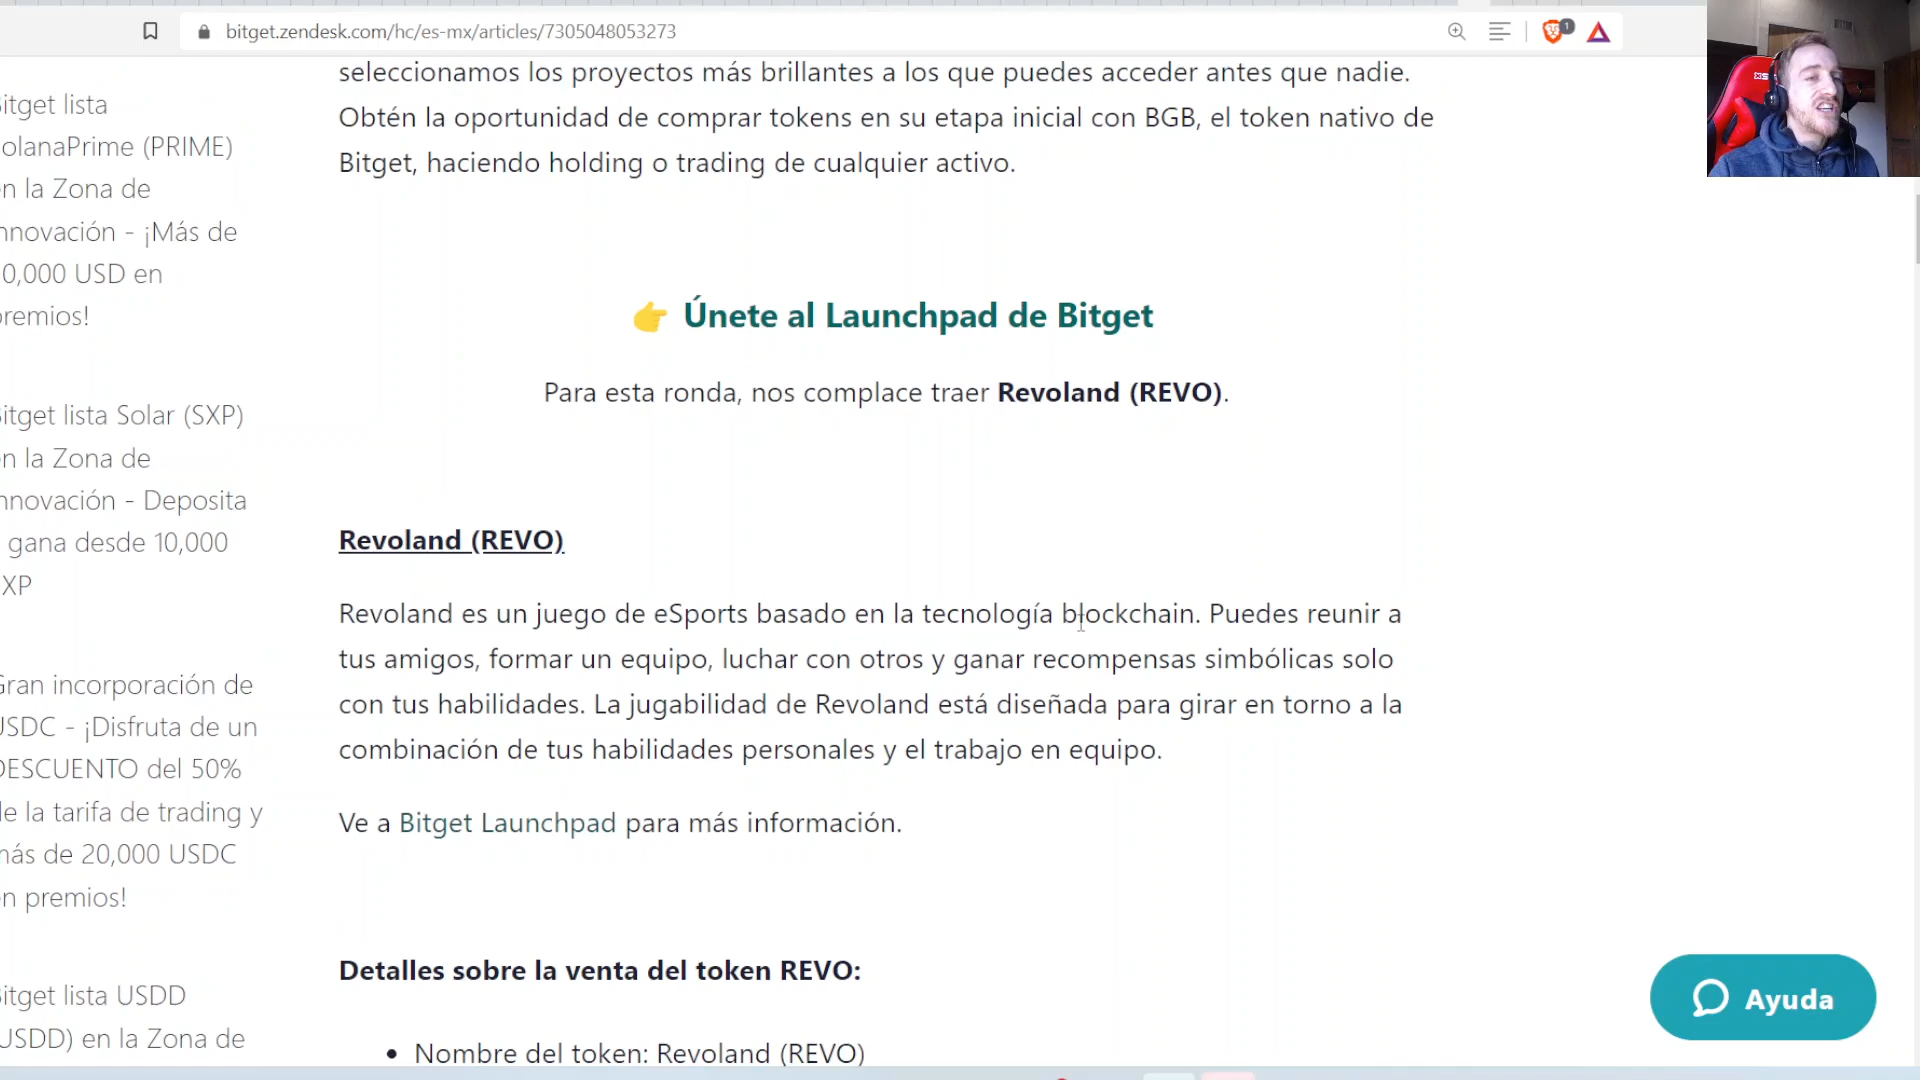 bitget.zendesk.com/hc/es-mx/articles/7305048053273
1
itget lista
olanaPrime (PRIME)
n la Zona de
nnovación - ¡Más de
0,000 USD en
remios!
itget lista Solar (SXP)
n la Zona de
nnovación - Deposita
gana desde 10,000
XP
Gran incorporación de
USDC - ¡Disfruta de un
DESCUENTO del 50%
de la tarifa de trading y
más de 20,000 USDC
en premios!
itget lista USDD
(USDD) en la Zona de
seleccionamos los proyectos más brillantes a los que puedes acceder antes que nadie.
Obtén la oportunidad de comprar tokens en su etapa inicial con BGB, el token nativo de
Bitget, haciendo holding o trading de cualquier activo.
👉 Únete al Launchpad de Bitget
Para esta ronda, nos complace traer Revoland (REVO).
Revoland (REVO)
Revoland es un juego de eSports basado en la tecnología blockchain. Puedes reunir a
tus amigos, formar un equipo, luchar con otros y ganar recompensas simbólicas solo
con tus habilidades. La jugabilidad de Revoland está diseñada para girar en torno a la
combinación de tus habilidades personales y el trabajo en equipo.
Ve a Bitget Launchpad para más información.
Detalles sobre la venta del token REVO:
• Nombre del token: Revoland (REVO)
Ayuda